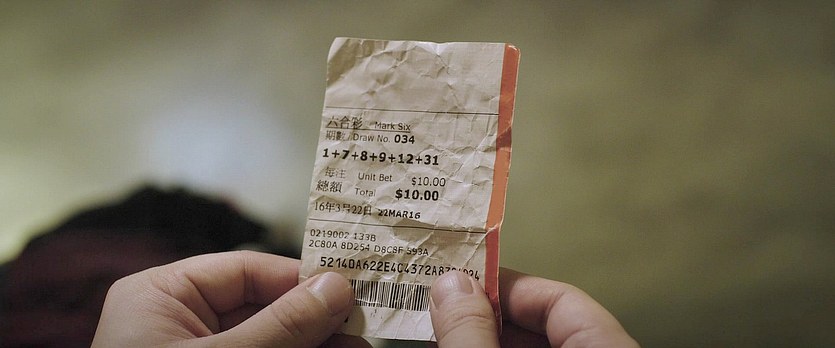 六合彩 Mark Six
期數/Draw No. 034
1+7+8+9+12+31
每注 Unit Bet $10.00
總額 Total $10.00
16年3月22日 22MAR16
0219002 133B
2C80A 8D254 D8C8F 593A